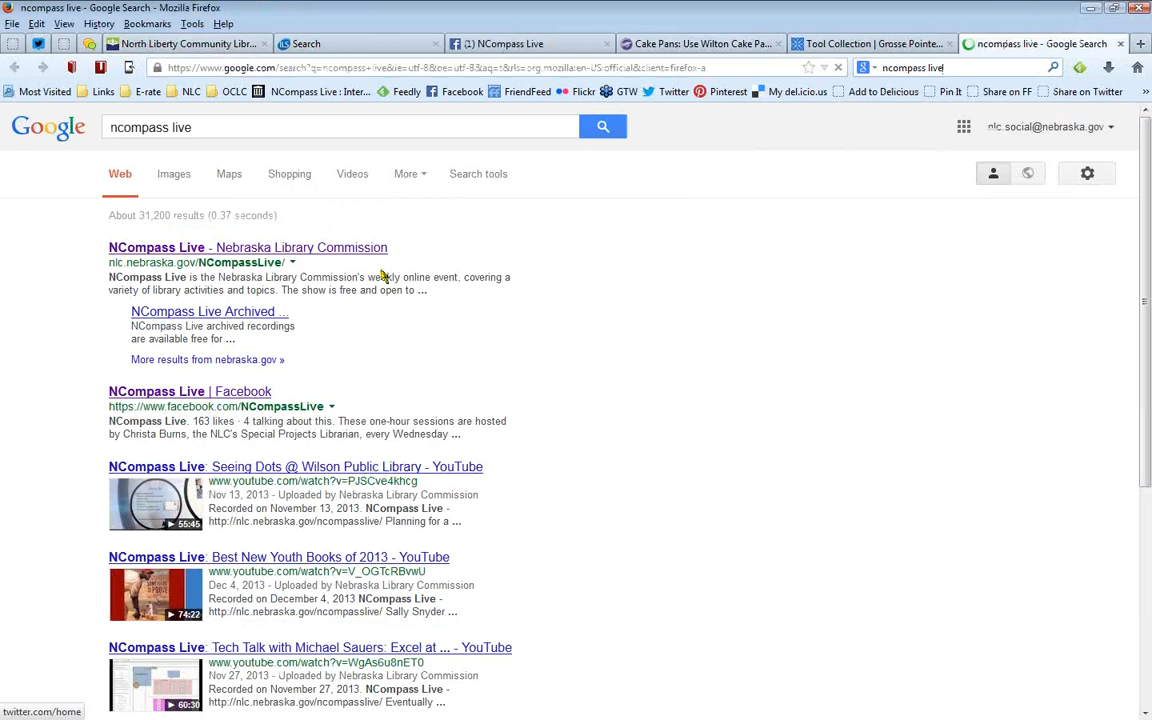 ncompass live - Google Search - Mozilla Firefox
File Edit View History Bookmarks Tools Help
North Liberty Community Libr... × Search × (1) NCompass Live × Cake Pans: Use Wilton Cake Pa... × Tool Collection | Grosse Pointe... × ncompass live - Google Search ×
https://www.google.com/search?q=ncompass+live&ie=utf-8&oe=utf-8&aq=t&rls=org.mozilla:en-US:official&client=firefox-a ncompass live
Most Visited Links E-rate NLC OCLC NCompass Live : Inter... Feedly Facebook FriendFeed Flickr GTW Twitter Pinterest My del.icio.us Add to Delicious Pin It Share on FF Share on Twitter »
Google ncompass live nlc.social@nebraska.gov
Web Images Maps Shopping Videos More Search tools
About 31,200 results (0.37 seconds)
NCompass Live - Nebraska Library Commission
nlc.nebraska.gov/NCompassLive/
NCompass Live is the Nebraska Library Commission's weekly online event, covering a
variety of library activities and topics. The show is free and open to ...
NCompass Live Archived ...
NCompass Live archived recordings
are available free for ...
More results from nebraska.gov »
NCompass Live | Facebook
https://www.facebook.com/NCompassLive
NCompass Live. 163 likes · 4 talking about this. These one-hour sessions are hosted
by Christa Burns, the NLC's Special Projects Librarian, every Wednesday ...
NCompass Live: Seeing Dots @ Wilson Public Library - YouTube
www.youtube.com/watch?v=PJSCve4khcg
Nov 13, 2013 - Uploaded by Nebraska Library Commission
Recorded on November 13, 2013. NCompass Live -
http://nlc.nebraska.gov/ncompasslive/ Planning for a ...
55:45
NCompass Live: Best New Youth Books of 2013 - YouTube
www.youtube.com/watch?v=V_OGTcRBvwU
Dec 4, 2013 - Uploaded by Nebraska Library Commission
Recorded on December 4, 2013 NCompass Live -
http://nlc.nebraska.gov/ncompasslive/ Sally Snyder ...
74:22
NCompass Live: Tech Talk with Michael Sauers: Excel at ... - YouTube
www.youtube.com/watch?v=WgAs6u8nET0
Nov 27, 2013 - Uploaded by Nebraska Library Commission
Recorded on November 27, 2013. NCompass Live -
http://nlc.nebraska.gov/ncompasslive/ Eventually ...
60:30
twitter.com/home